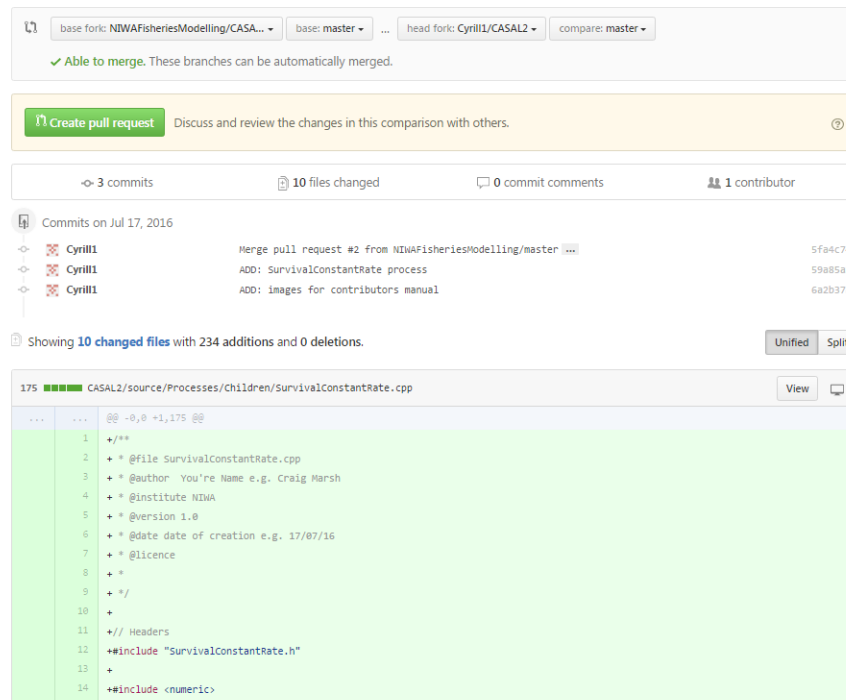 base fork: NIWAFisheriesModelling/CASA... base: master ... head fork: Cyrill1/CASAL2 compare: master
Able to merge. These branches can be automatically merged.
Create pull request Discuss and review the changes in this comparison with others.
3 commits 10 files changed 0 commit comments 1 contributor
Commits on Jul 17, 2016
Cyrill1 Merge pull request #2 from NIWAFisheriesModelling/master ... 5fa4c7
Cyrill1 ADD: SurvivalConstantRate process 59a85a
Cyrill1 ADD: images for contributors manual 6a2b37
Showing 10 changed files with 234 additions and 0 deletions. Unified Split
175 CASAL2/source/Processes/Children/SurvivalConstantRate.cpp View
... ... @@ -0,0 +1,175 @@
1 +/**
2 + * @file SurvivalConstantRate.cpp
3 + * @author You're Name e.g. Craig Marsh
4 + * @institute NIWA
5 + * @version 1.0
6 + * @date date of creation e.g. 17/07/16
7 + * @licence
8 + *
9 + */
10 +
11 +// Headers
12 +#include "SurvivalConstantRate.h"
13 +
14 +#include <numeric>